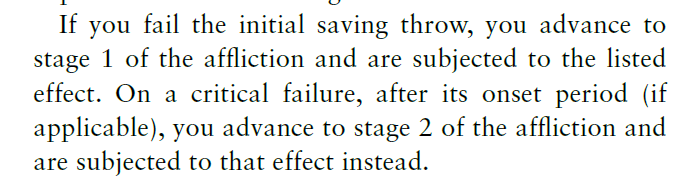 If you fail the initial saving throw, you advance to
stage 1 of the affliction and are subjected to the listed
effect. On a critical failure, after its onset period (if
applicable), you advance to stage 2 of the affliction and
are subjected to that effect instead.